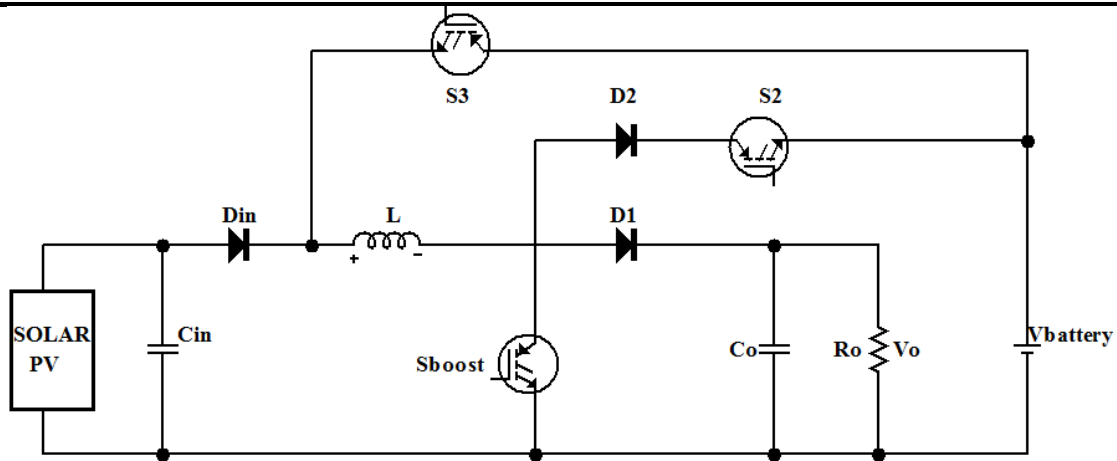 S3
D2
S2
Din
L
D1
+
-
SOLAR
PV
Cin
Sboost
Co
Ro
Vo
Vbattery